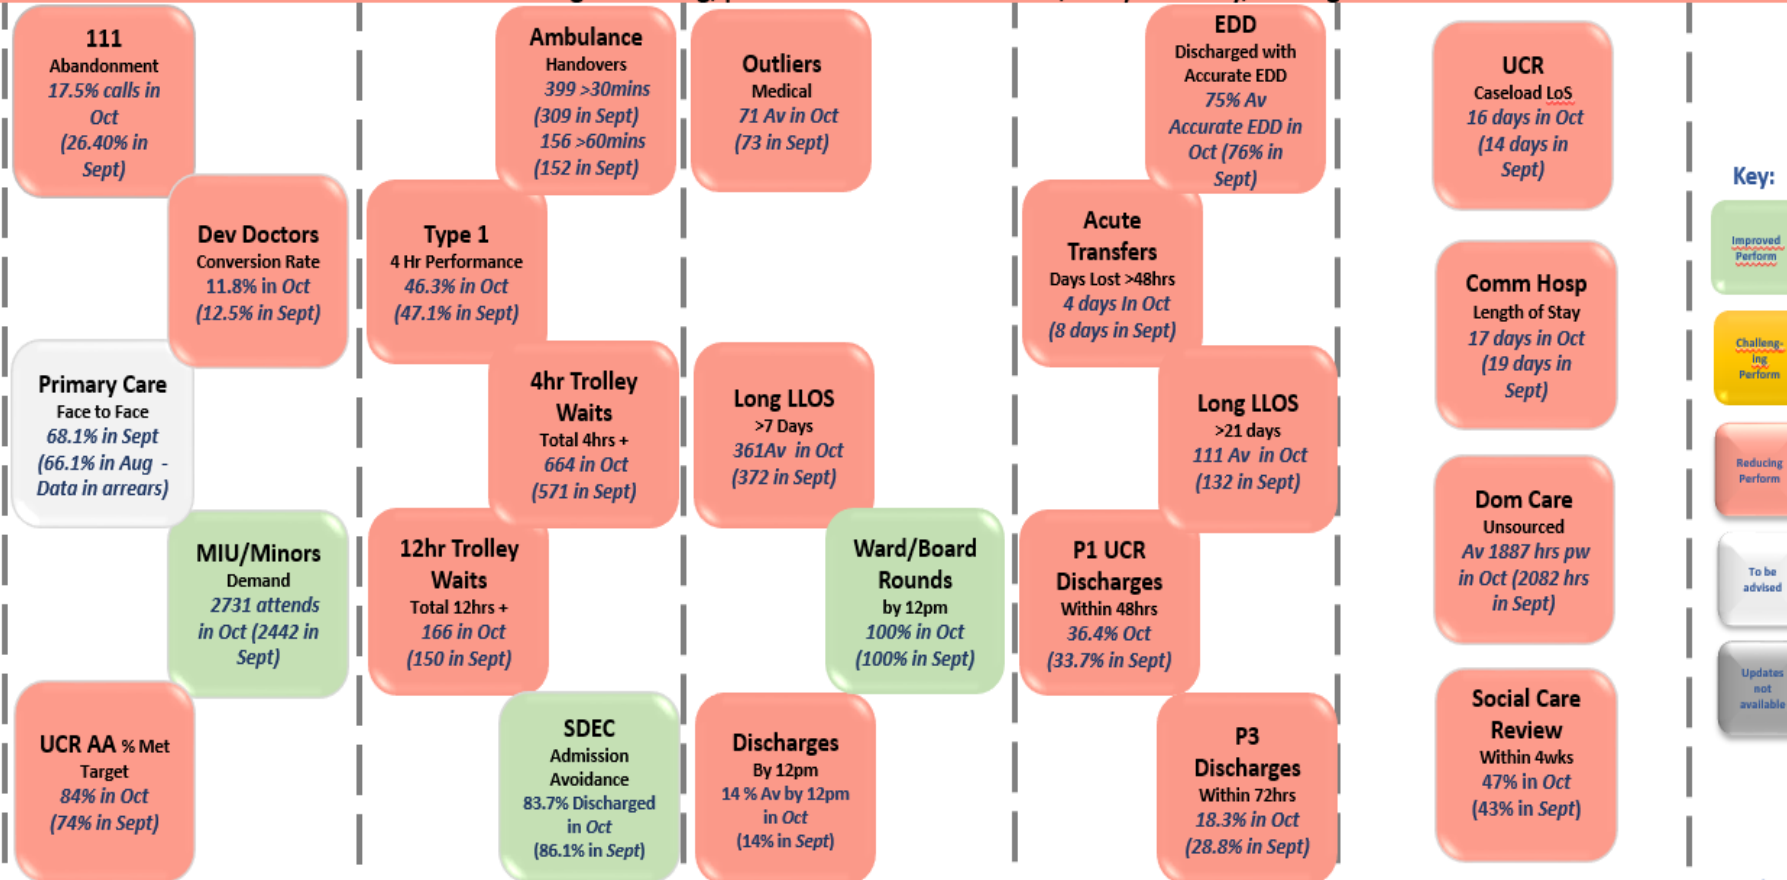 111
Abandonment
17.5% calls in
Oct
(26.40% in
Sept)
Dev Doctors
Conversion Rate
11.8% in Oct
(12.5% in Sept)
Primary Care
Face to Face
68.1% in Sept
(66.1% in Aug -
Data in arrears)
MIU/Minors
Demand
2731 attends
in Oct (2442 in
Sept)
UCR AA % Met
Target
84% in Oct
(74% in Sept)
Ambulance
Handovers
399 >30mins
(309 in Sept)
156 >60mins
(152 in Sept)
Type 1
4 Hr Performance
46.3% in Oct
(47.1% in Sept)
4hr Trolley
Waits
Total 4hrs +
664 in Oct
(571 in Sept)
12hr Trolley
Waits
Total 12hrs +
166 in Oct
(150 in Sept)
SDEC
Admission
Avoidance
83.7% Discharged
in Oct
(86.1% in Sept)
Outliers
Medical
71 Av in Oct
(73 in Sept)
Long LLOS
>7 Days
361Av in Oct
(372 in Sept)
Ward/Board
Rounds
by 12pm
100% in Oct
(100% in Sept)
Discharges
By 12pm
14 % Av by 12pm
in Oct
(14% in Sept)
EDD
Discharged with
Accurate EDD
75% Av
Accurate EDD in
Oct (76% in
Sept)
Acute
Transfers
Days Lost >48hrs
4 days In Oct
(8 days in Sept)
Long LLOS
>21 days
111 Av in Oct
(132 in Sept)
P1 UCR
Discharges
Within 48hrs
36.4% Oct
(33.7% in Sept)
P3
Discharges
Within 72hrs
18.3% in Oct
(28.8% in Sept)
UCR
Caseload LoS
16 days in Oct
(14 days in
Sept)
Comm Hosp
Length of Stay
17 days in Oct
(19 days in
Sept)
Dom Care
Unsourced
Av 1887 hrs pw
in Oct (2082 hrs
in Sept)
Social Care
Review
Within 4wks
47% in Oct
(43% in Sept)
Key:
Improved
Perform
Challeng-
ing
Perform
Reducing
Perform
To be
advised
Updates
not
available